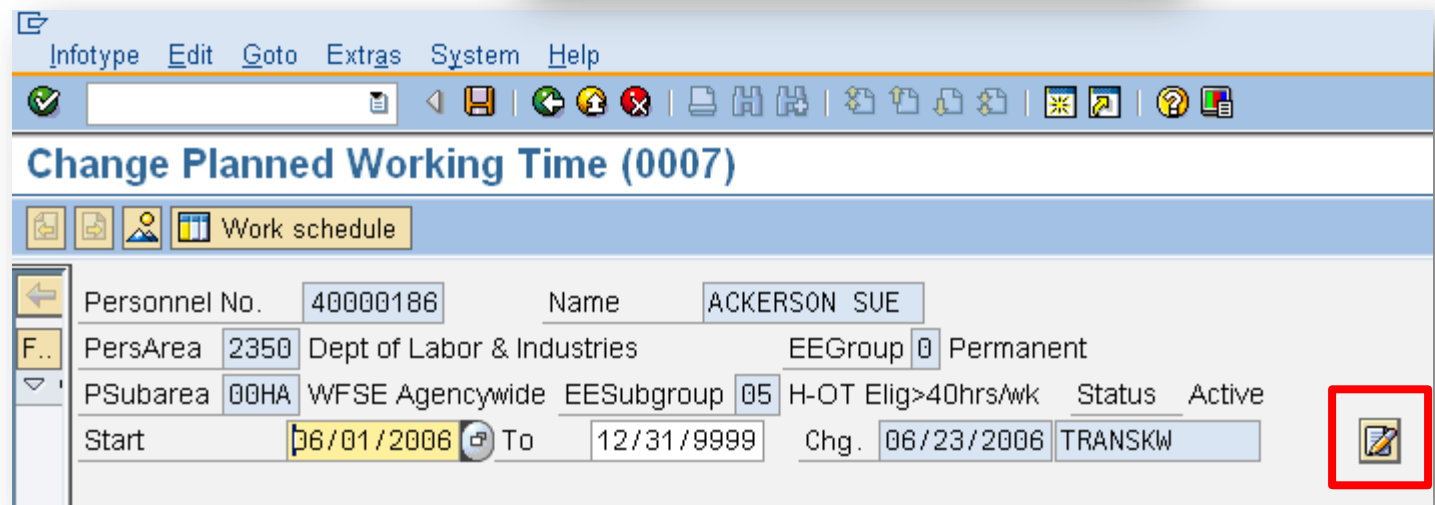 Infotype Edit Goto Extras System Help
Change Planned Working Time (0007)
Work schedule
Personnel No. 40000186 Name ACKERSON SUE
F.. PersArea 2350 Dept of Labor & Industries EEGroup 0 Permanent
PSubarea 00HA WFSE Agencywide EESubgroup 05 H-OT Elig>40hrs/wk Status Active
Start 06/01/2006 To 12/31/9999 Chg. 06/23/2006 TRANSKW